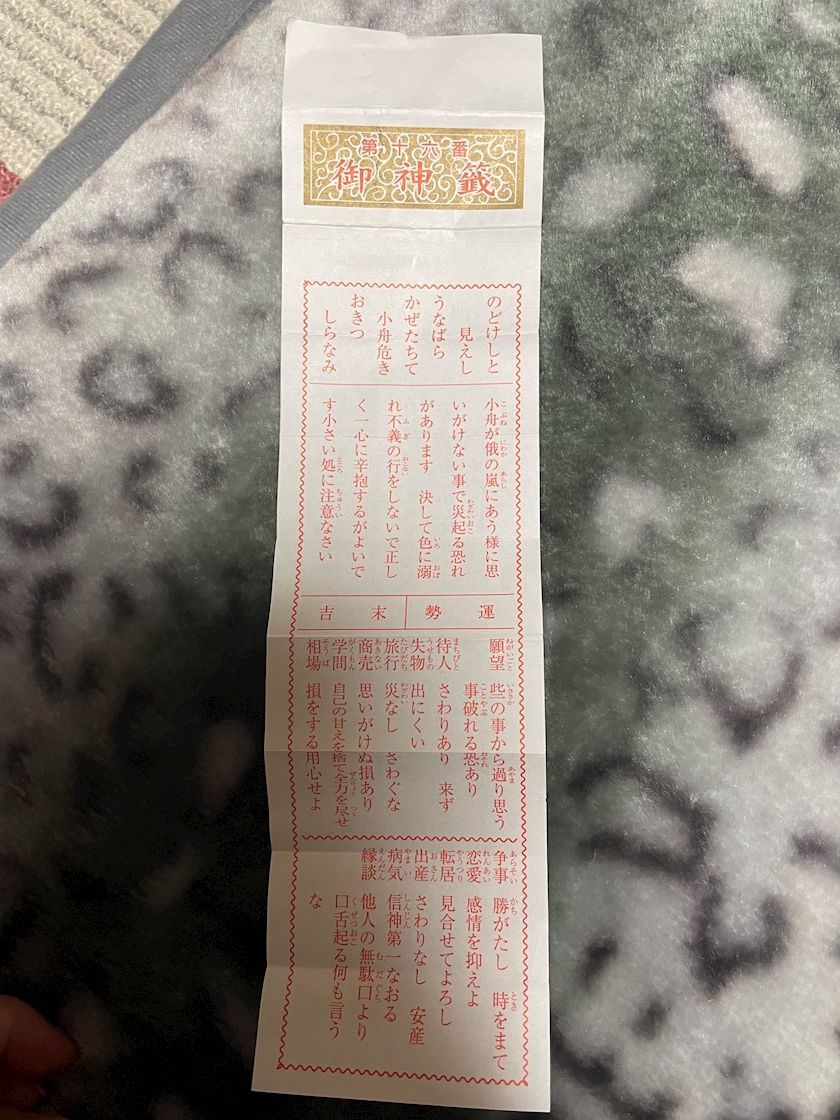 第十六番
御神籤
のどけしと
見えし
うなばら
かぜたちて
小舟危き
おきつ
しらなみ
小舟が俄の嵐にあう様に思
いがけない事で災起る恐れ
があります 決して色に溺
れ不義の行をしないで正し
く一心に辛抱するがよいで
す小さい処に注意なさい
運勢 末吉
願望 些の事から過り思う
事破れる恐あり
待人 さわりあり 来ず
失物 出にくい
旅行 災なし さわぐな
商売 思いがけぬ損あり
学問 自己の甘えを捨て全力を尽せ
相場 損をする用心せよ
争事 勝がたし 時をまて
恋愛 感情を抑えよ
転居 見合せてよろし
出産 さわりなし 安産
病気 信神第一なおる
縁談 他人の無駄口より
口舌起る何も言う
な